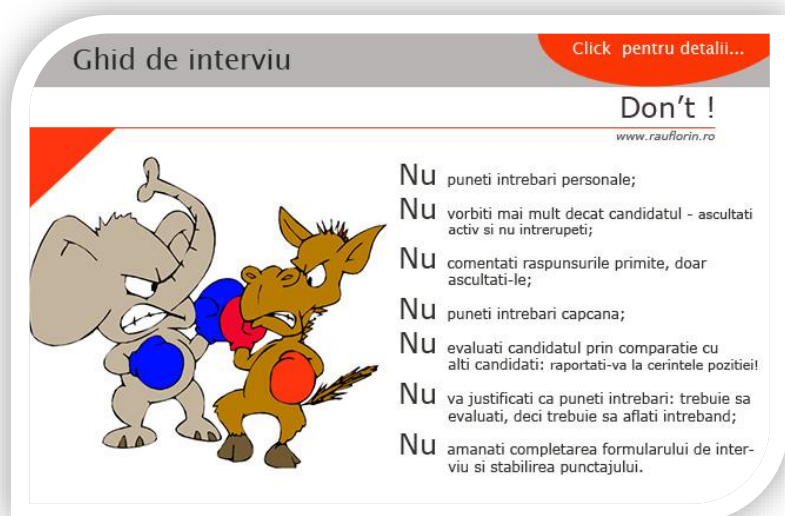 Ghid de interviu
Click pentru detalii...
Don't !
www.rauflorin.ro
Nu puneti intrebari personale;
Nu vorbiti mai mult decat candidatul - ascultati
activ si nu intrerupeti;
Nu comentati raspunsurile primite, doar
ascultati-le;
Nu puneti intrebari capcana;
Nu evaluati candidatul prin comparatie cu
alti candidati: raportati-va la cerintele pozitiei!
Nu va justificati ca puneti intrebari: trebuie sa
evaluati, deci trebuie sa aflati intreband;
Nu amanati completarea formularului de inter-
viu si stabilirea punctajului.